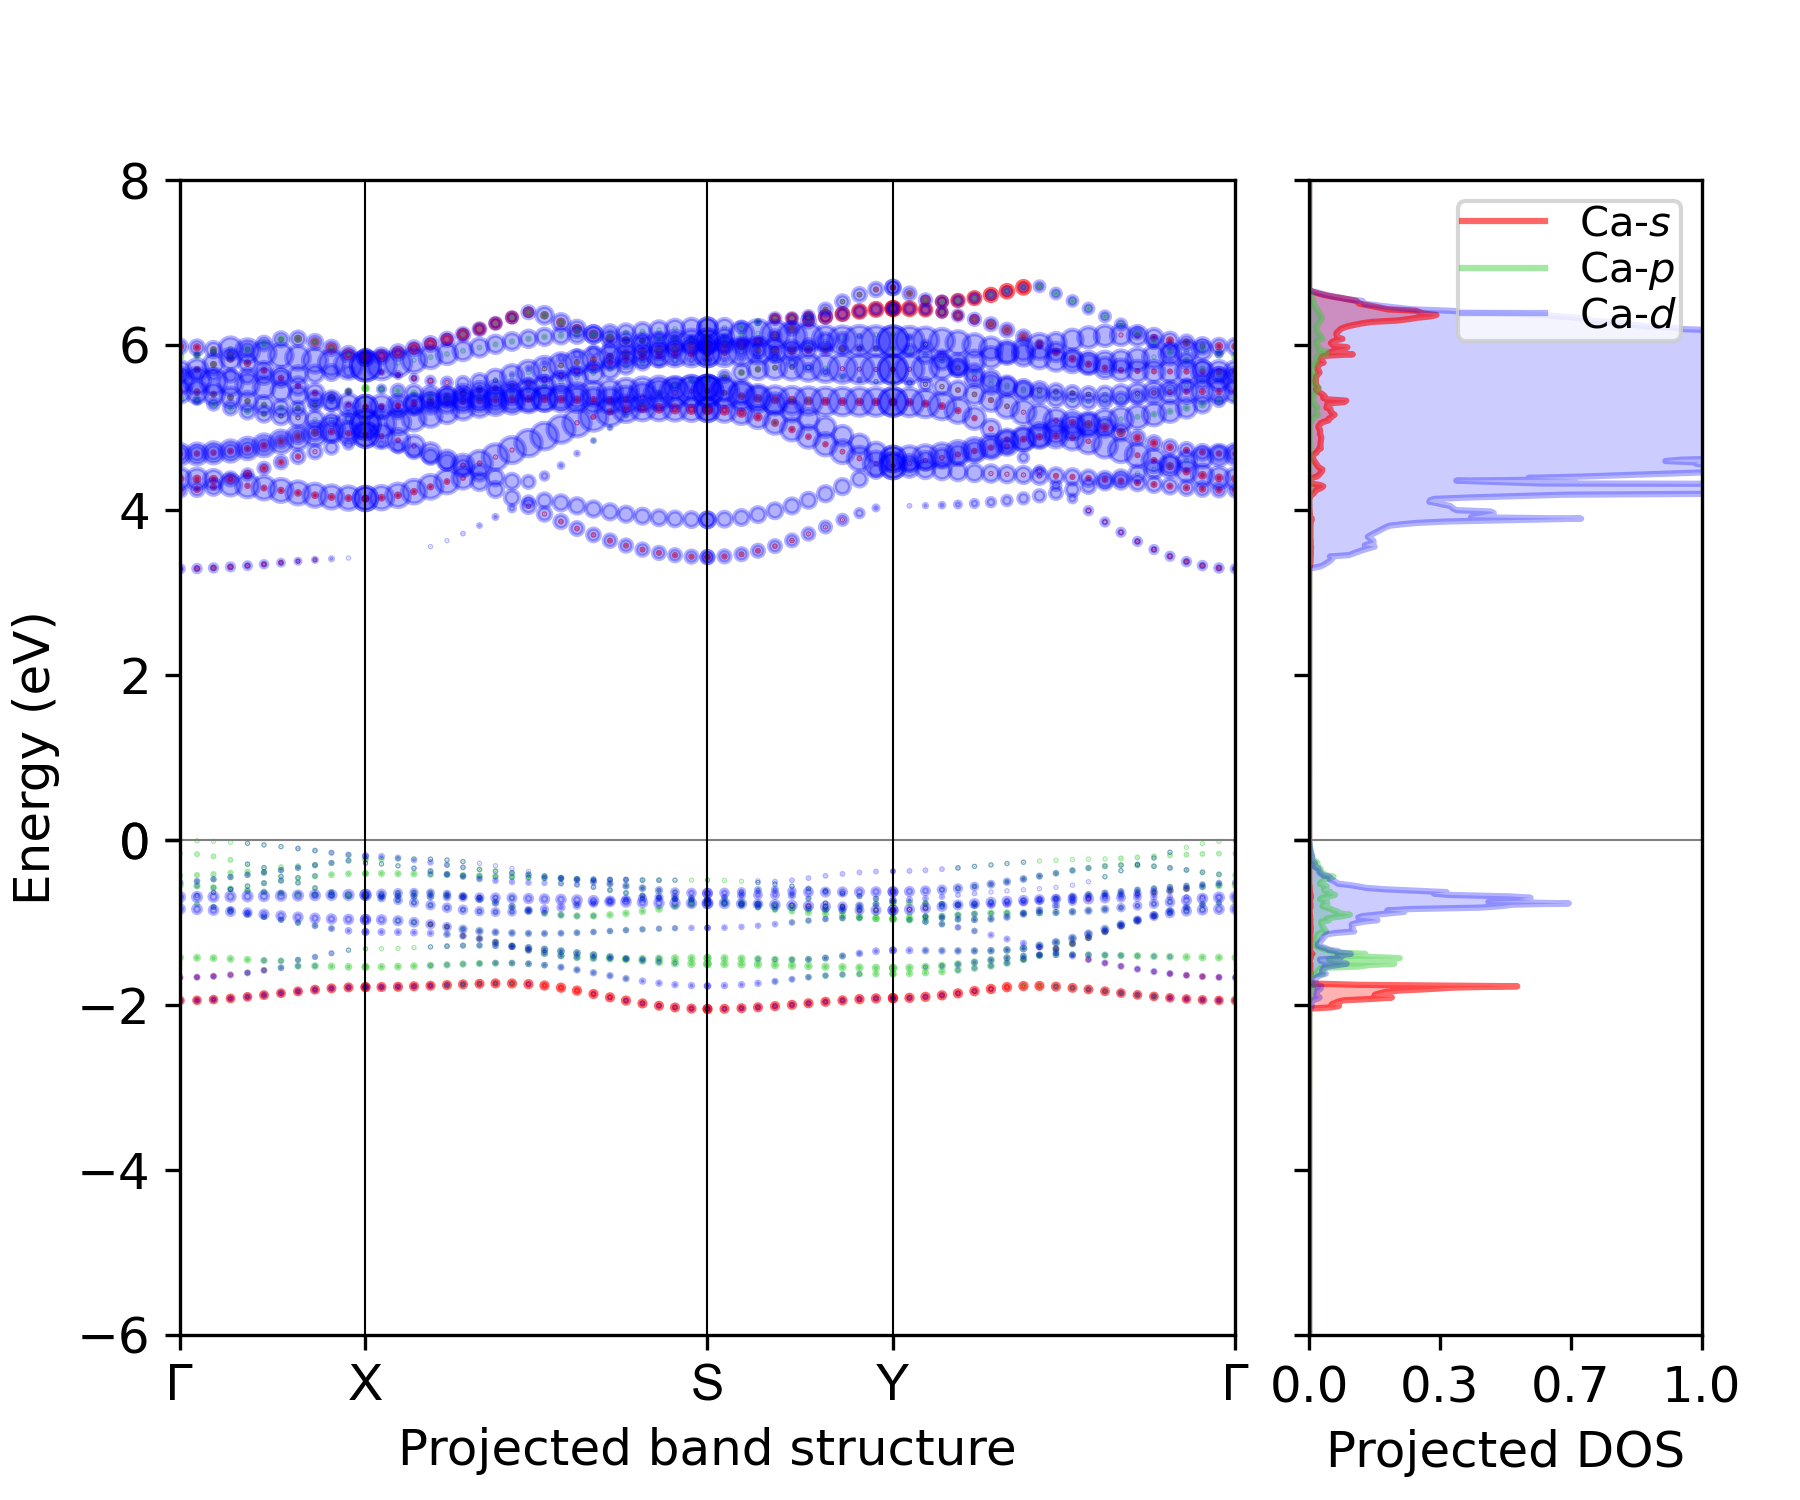 Energy (eV)
8
6
4
2
0
−2
−4
−6
Γ X S Y Γ
Projected band structure
Ca-s
Ca-p
Ca-d
0.0 0.3 0.7 1.0
Projected DOS